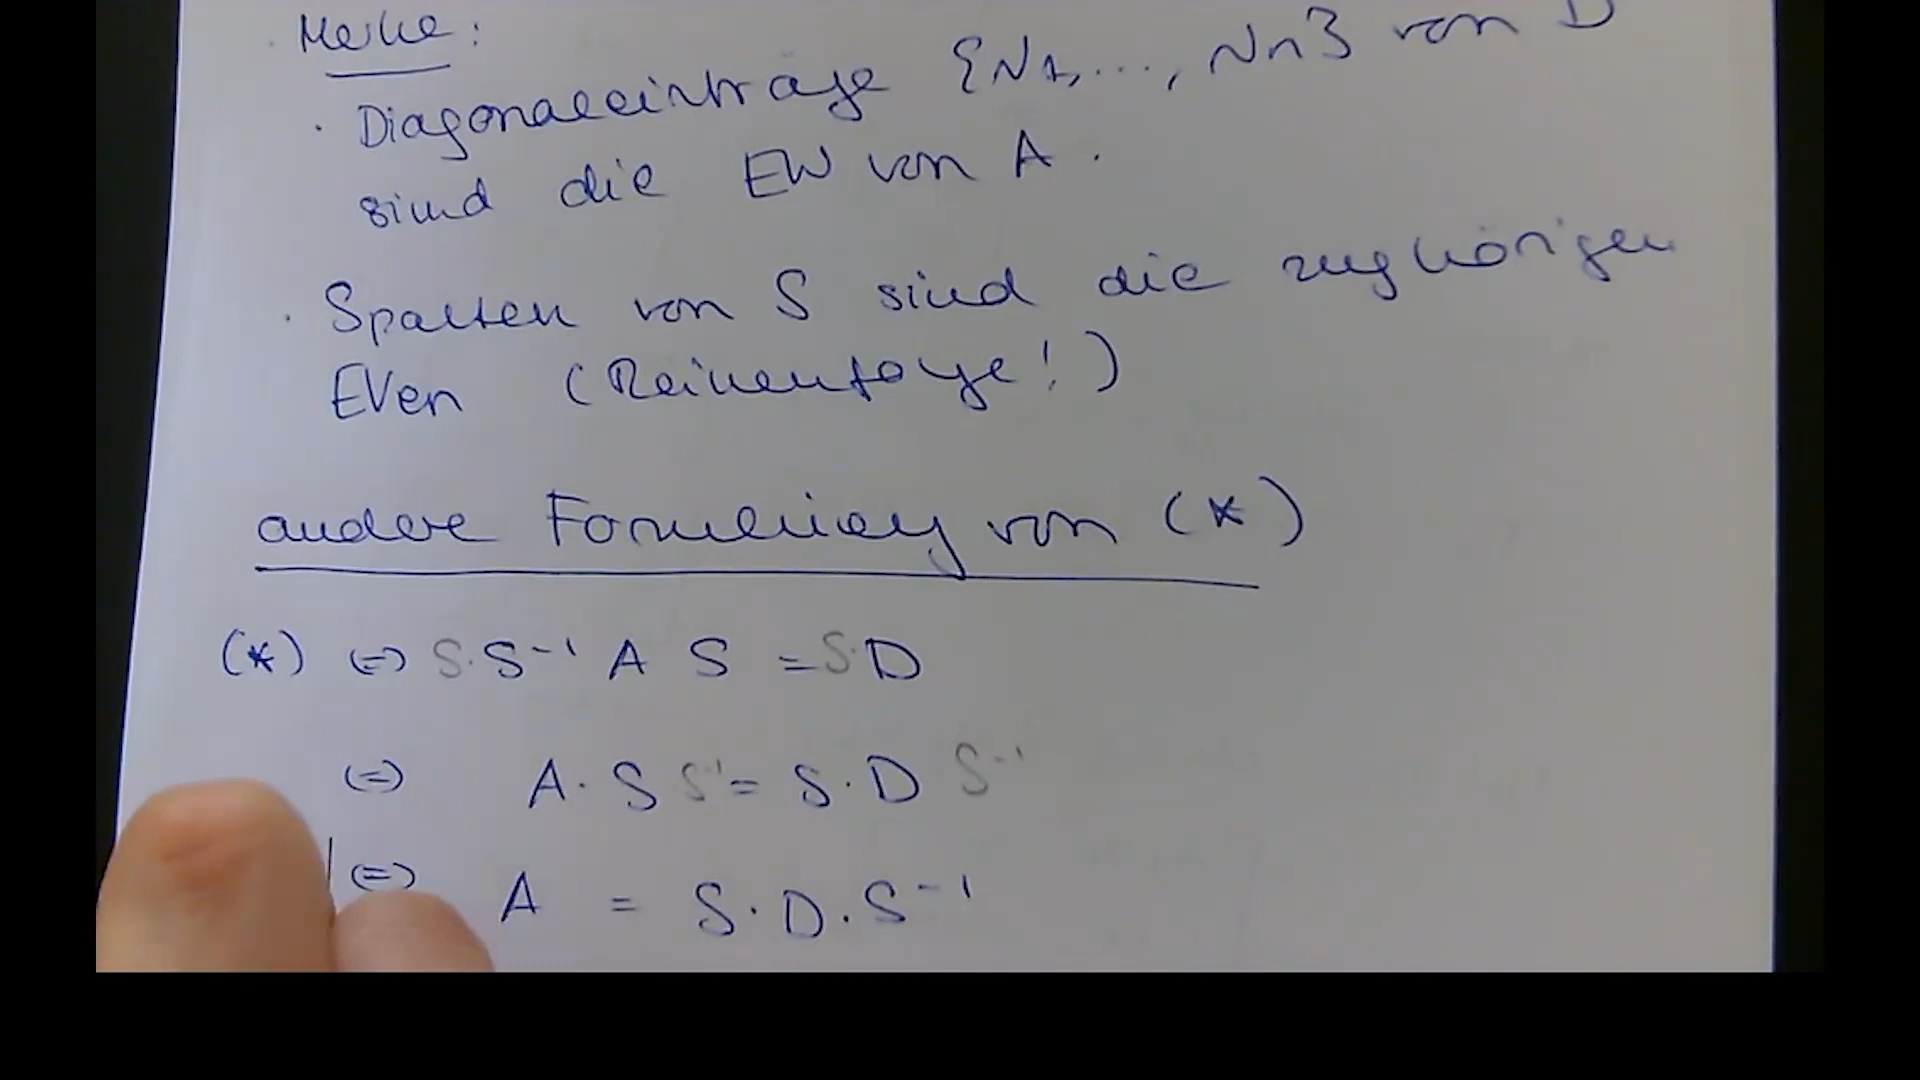 Merke:
· Diagonaleinträge {λ1, ..., λn} von D
sind die EW von A.
· Spalten von S sind die zughörigen
EVen (Reihenfolge!)
andere Formulierung von (*)
(*) ⇔ S·S⁻¹ A S = S·D
⇔ A·S S⁻¹ = S·D S⁻¹
⇔ A = S·D·S⁻¹